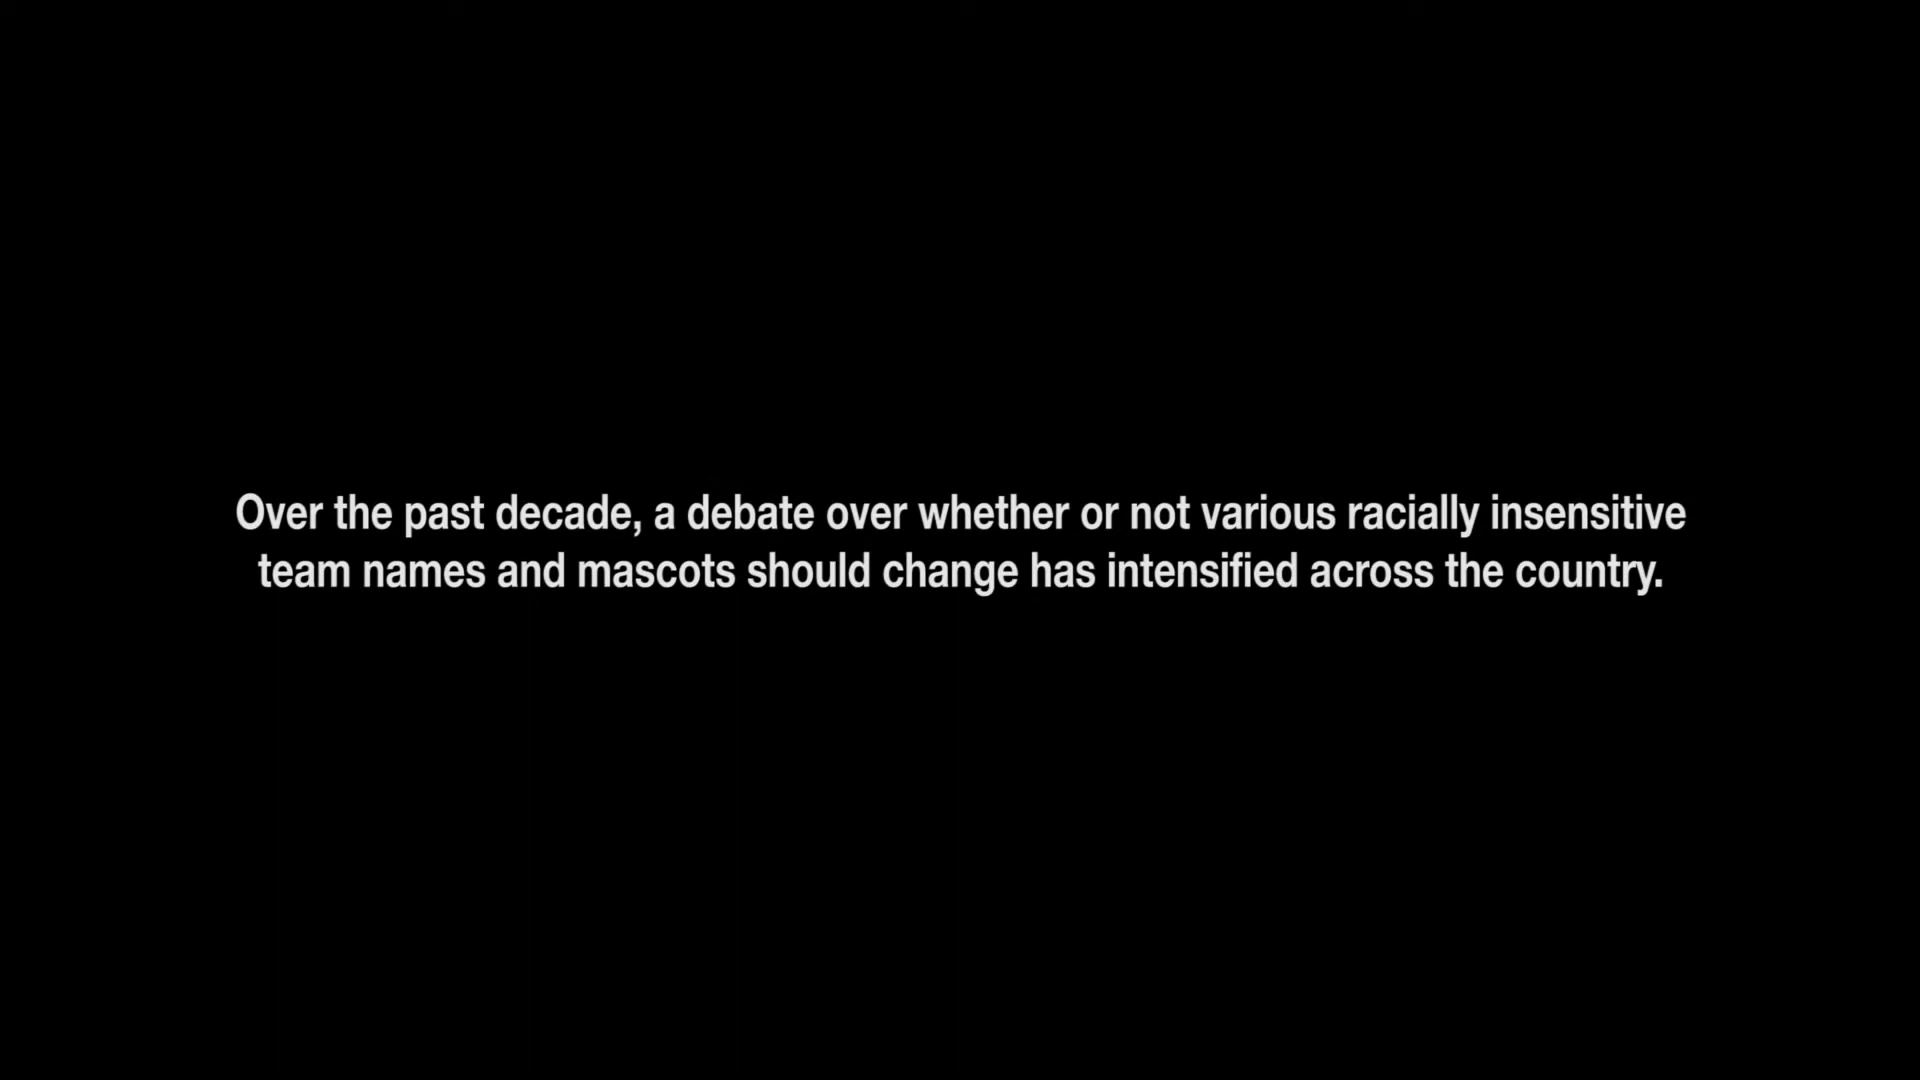 Over the past decade, a debate over whether or not various racially insensitive
team names and mascots should change has intensified across the country.